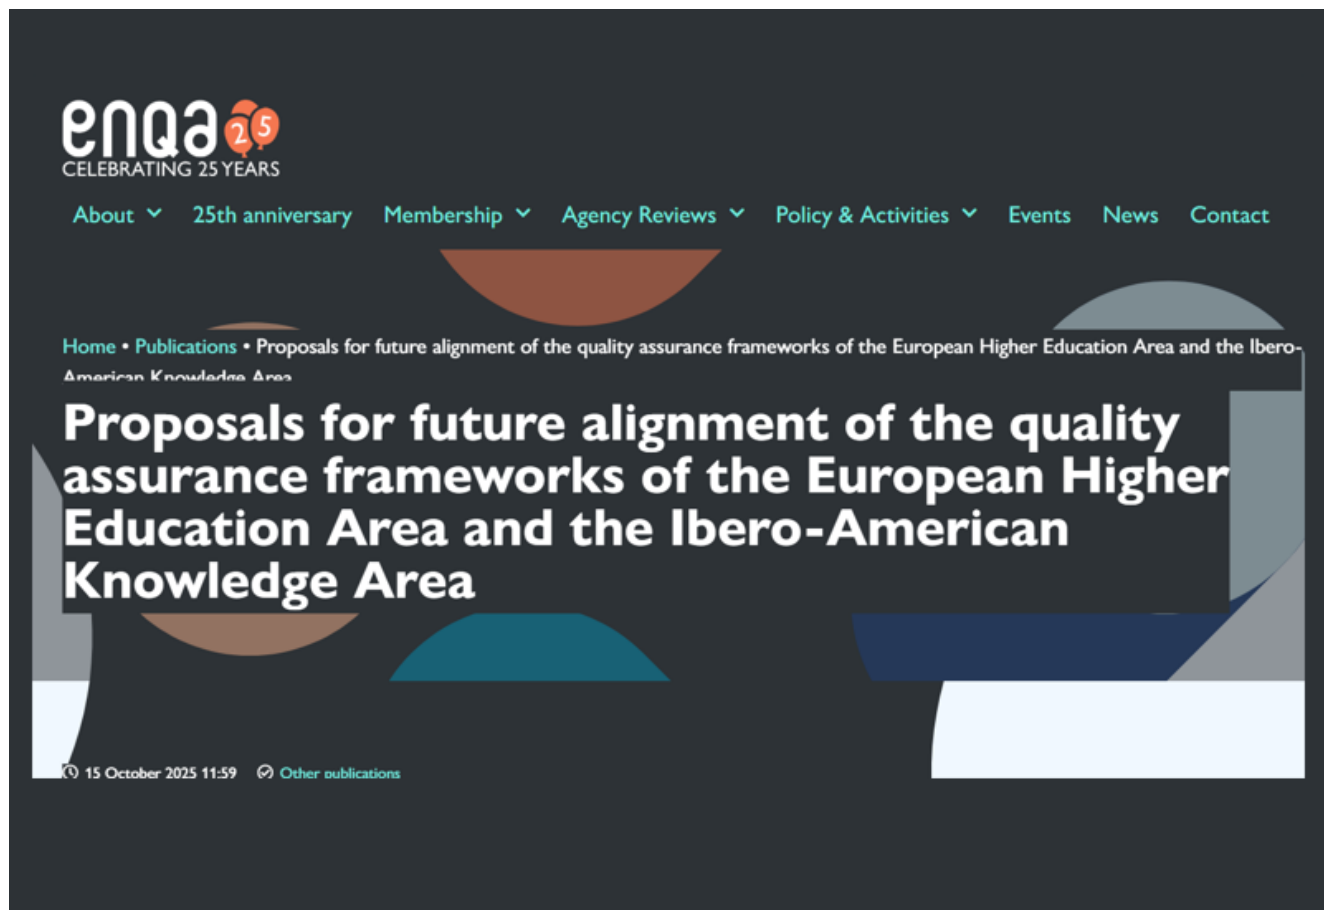 enqa 25
CELEBRATING 25 YEARS
About 25th anniversary Membership Agency Reviews Policy & Activities Events News Contact
Home • Publications • Proposals for future alignment of the quality assurance frameworks of the European Higher Education Area and the Ibero-
American Knowledge Area
Proposals for future alignment of the quality
assurance frameworks of the European Higher
Education Area and the Ibero-American
Knowledge Area
15 October 2025 11:59 Other publications